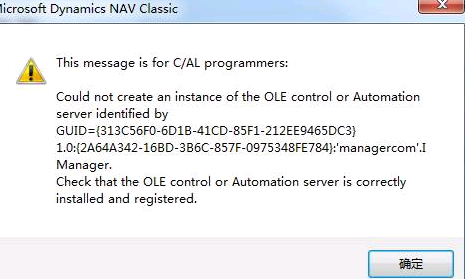 Microsoft Dynamics NAV Classic
This message is for C/AL programmers:
Could not create an instance of the OLE control or Automation
server identified by
GUID={313C56F0-6D1B-41CD-85F1-212EE9465DC3}
1.0:{2A64A342-16BD-3B6C-857F-0975348FE784}:'managercom'.I
Manager.
Check that the OLE control or Automation server is correctly
installed and registered.
确定